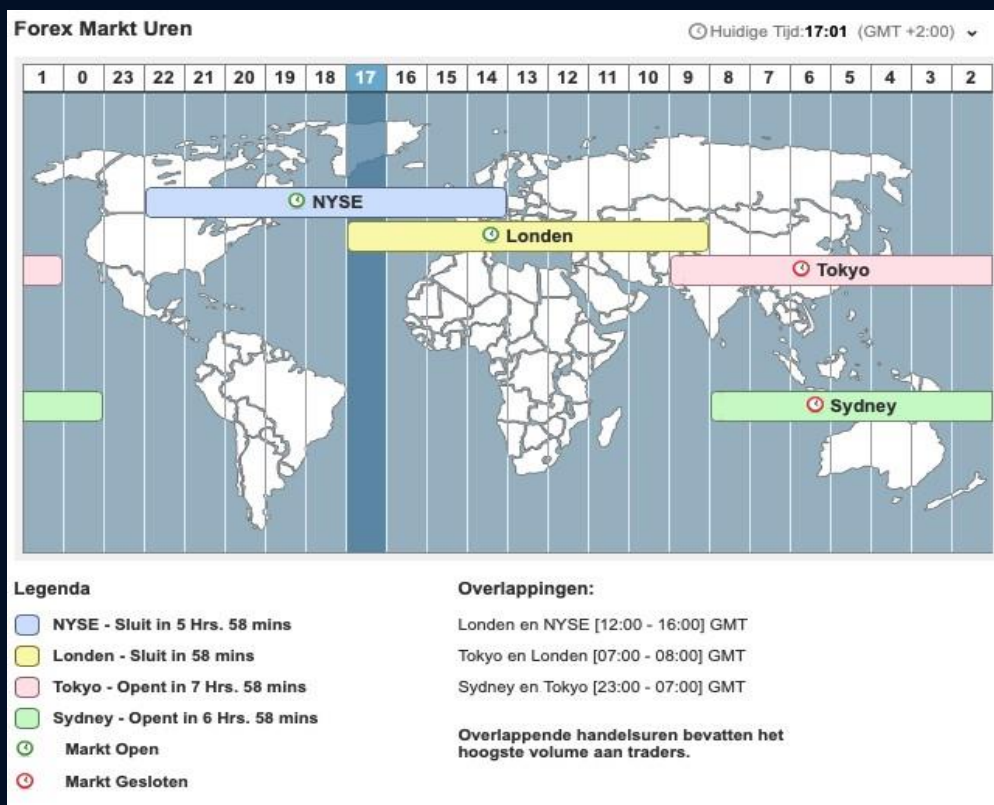 Forex Markt Uren
Huidige Tijd:17:01 (GMT +2:00)
1 0 23 22 21 20 19 18 17 16 15 14 13 12 11 10 9 8 7 6 5 4 3 2
NYSE
Londen
Tokyo
Sydney
Legenda
NYSE - Sluit in 5 Hrs. 58 mins
Londen - Sluit in 58 mins
Tokyo - Opent in 7 Hrs. 58 mins
Sydney - Opent in 6 Hrs. 58 mins
Markt Open
Markt Gesloten
Overlappingen:
Londen en NYSE [12:00 - 16:00] GMT
Tokyo en Londen [07:00 - 08:00] GMT
Sydney en Tokyo [23:00 - 07:00] GMT
Overlappende handelsuren bevatten het
hoogste volume aan traders.